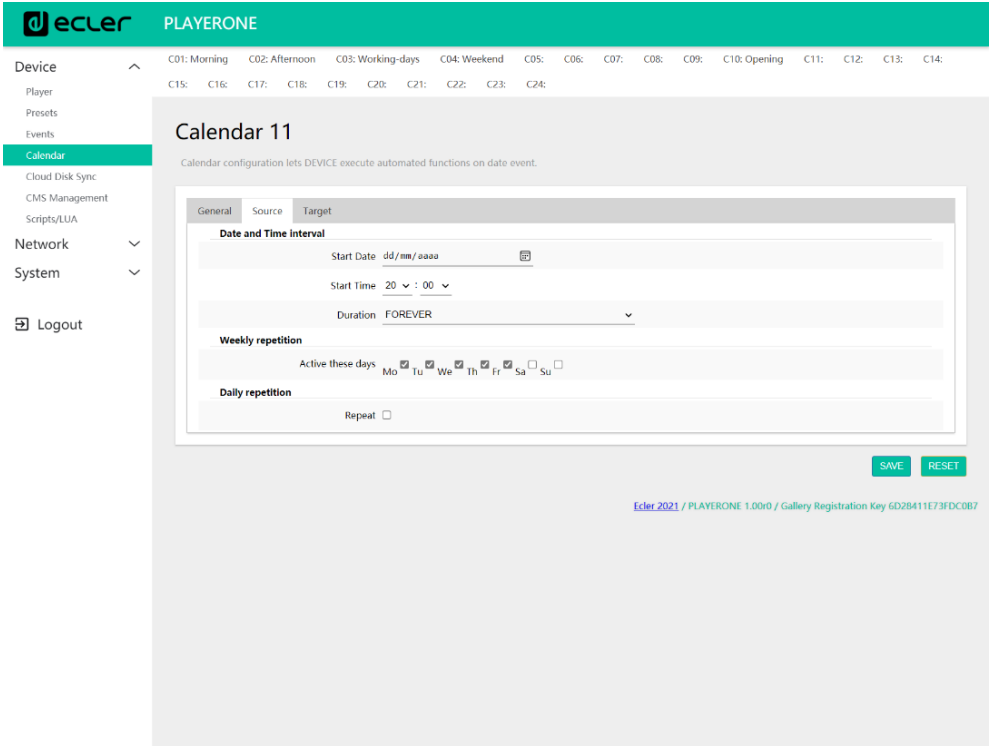 ecler PLAYERONE
Device
Player
Presets
Events
Calendar
Cloud Disk Sync
CMS Management
Scripts/LUA
Network
System
Logout
C01: Morning C02: Afternoon C03: Working-days C04: Weekend C05: C06: C07: C08: C09: C10: Opening C11: C12: C13: C14:
C15: C16: C17: C18: C19: C20: C21: C22: C23: C24:
Calendar 11
Calendar configuration lets DEVICE execute automated functions on date event.
General Source Target
Date and Time interval
Start Date dd/mm/aaaa
Start Time 20 : 00
Duration FOREVER
Weekly repetition
Active these days Mo Tu We Th Fr Sa Su
Daily repetition
Repeat
SAVE RESET
Ecler 2021 / PLAYERONE 1.00r0 / Gallery Registration Key 6D28411E73FDC0B7